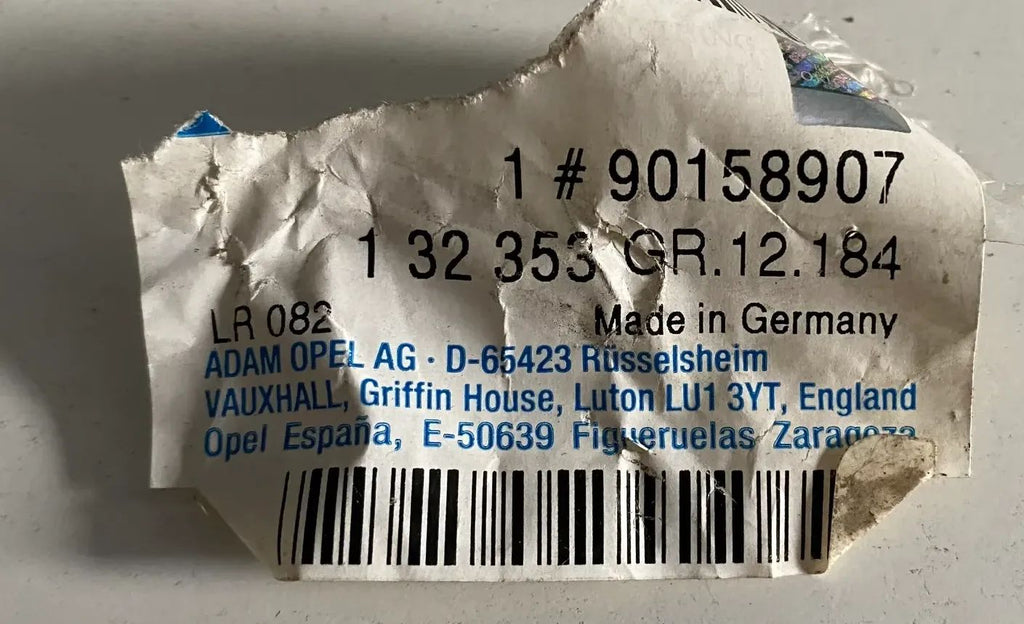 1 # 90158907
1 32 353 GR.12.184
LR 082 Made in Germany
ADAM OPEL AG · D-65423 Rüsselsheim
VAUXHALL, Griffin House, Luton LU1 3YT, England
Opel España, E-50639 Figueruelas Zaragoza